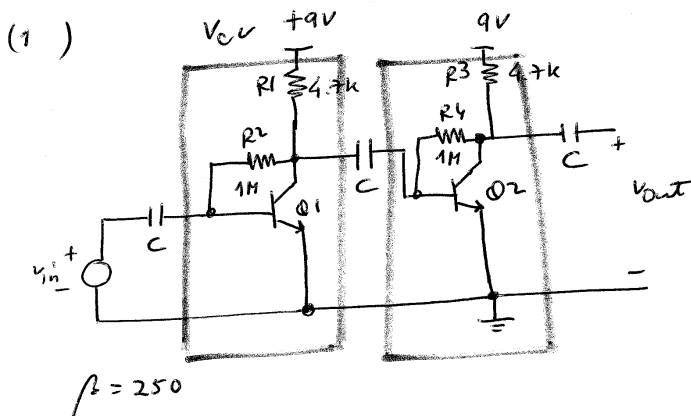 (1 )
Vcc +9V
9V
R1 4.7k
R3 4.7k
R2
1M
R4
1M
C
Q1
C
Q2
C
+
vout
-
vin
+
-
β = 250